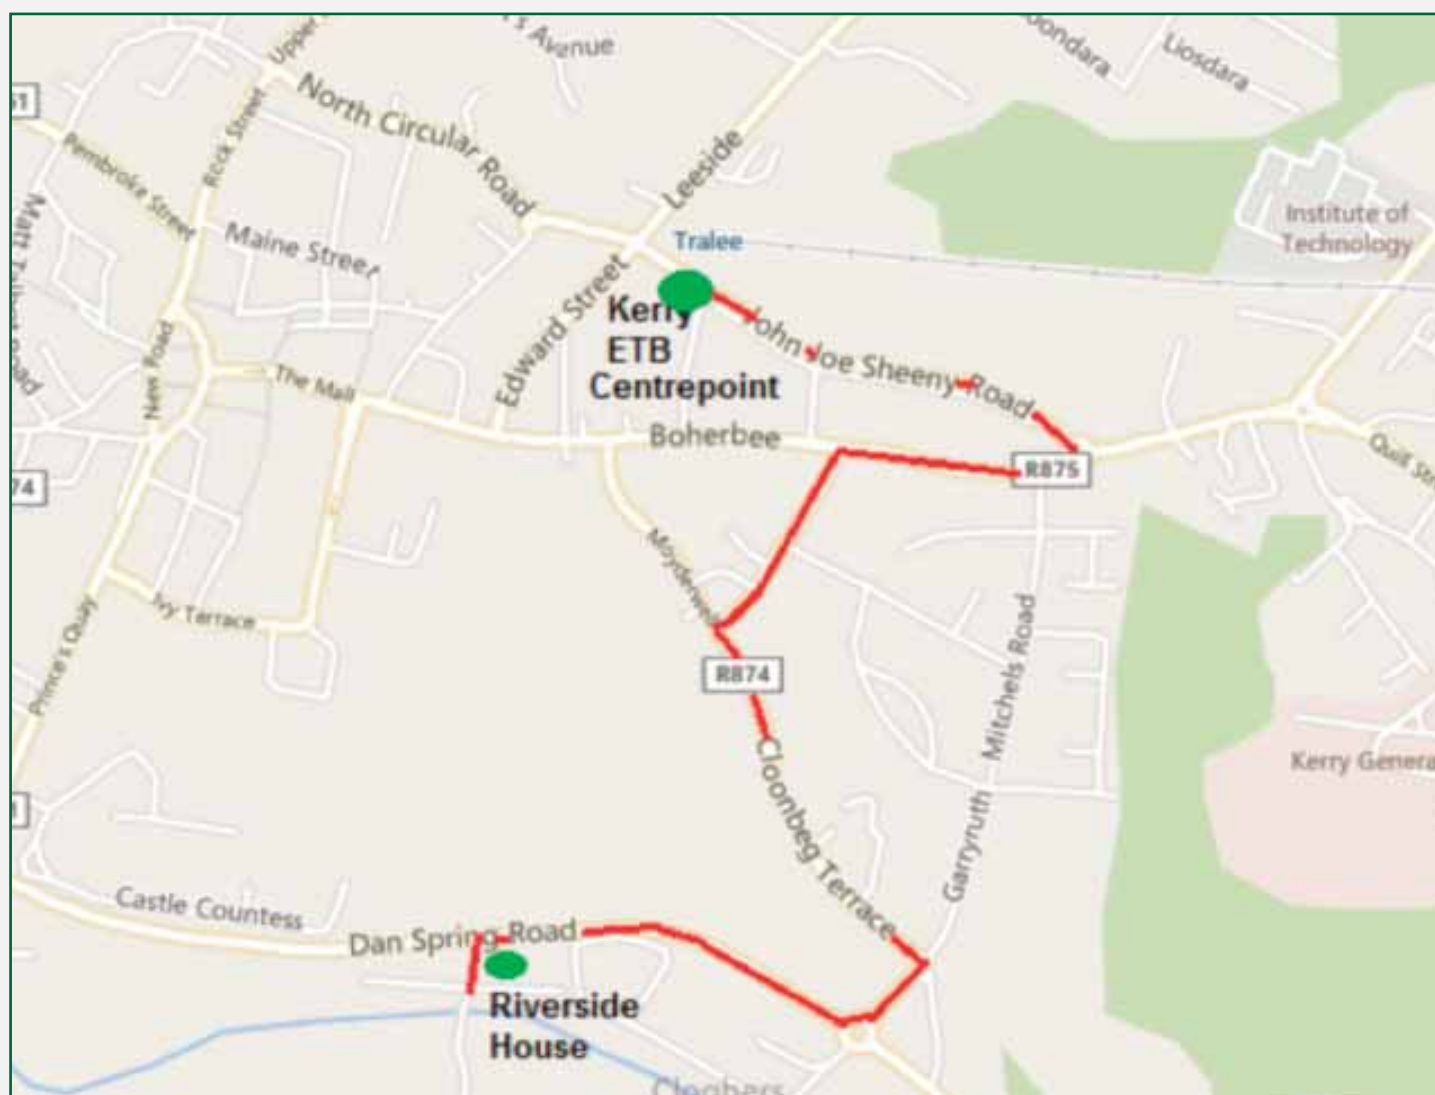 Avenue
Liosdara
Upper
51
North Circular Road
Rock Street
Pembroke Street
Leeside
Institute of
Technology
Maine Street
Tralee
Edward Street
Kerry
ETB
Centrepoint
John Joe Sheeny Road
New Road
The Mall
Boherbee
R875
74
Moyderwell
Ivy Terrace
Prince's Quay
R874
Mitchels Road
Kerry Genera
Cloonbeg Terrace
Garryruth
Castle Countess
Dan Spring Road
Riverside
House